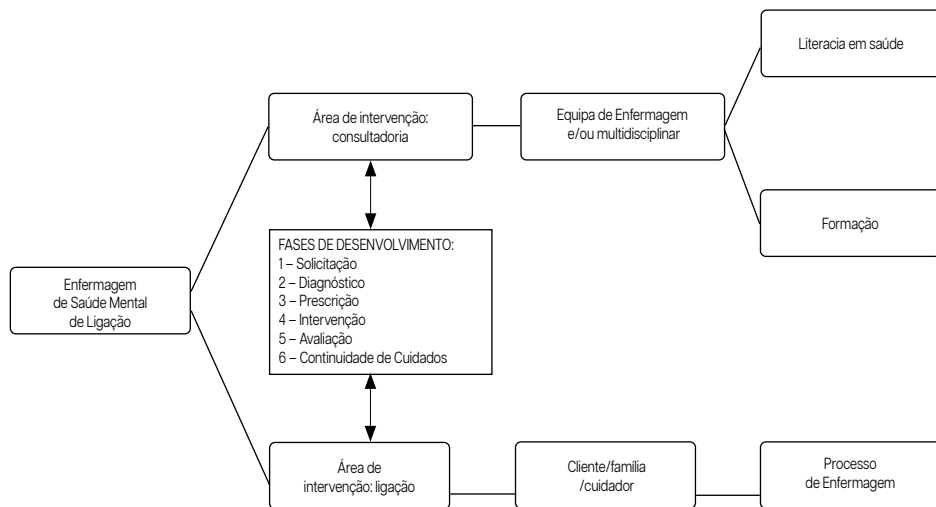 Literacia em saúde
Área de intervenção:
consultadoria
Equipa de Enfermagem
e/ou multidisciplinar
Formação
FASES DE DESENVOLVIMENTO:
1 – Solicitação
2 – Diagnóstico
3 – Prescrição
4 – Intervenção
5 – Avaliação
6 – Continuidade de Cuidados
Enfermagem
de Saúde Mental
de Ligação
Área de
intervenção: ligação
Cliente/família
/cuidador
Processo
de Enfermagem